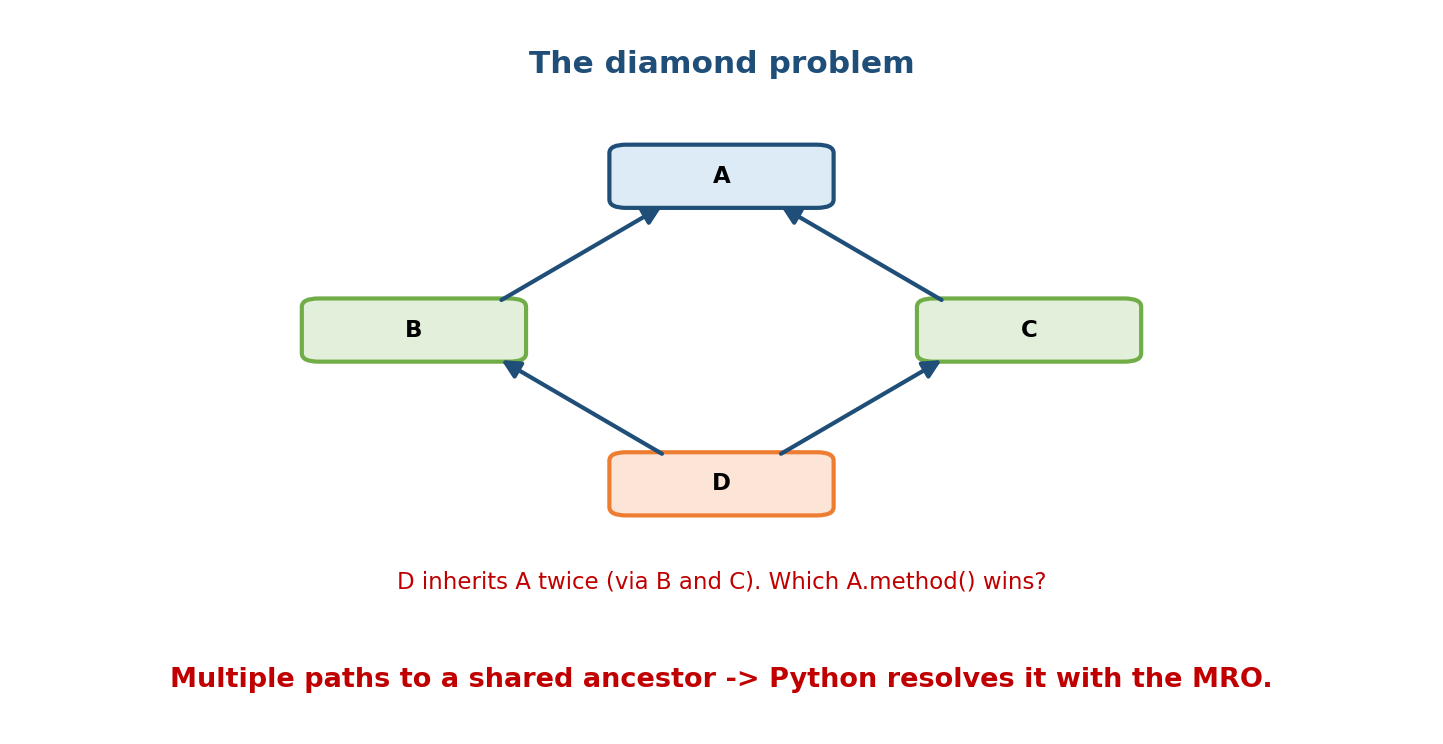 The diamond problem
A
B
C
D
D inherits A twice (via B and C). Which A.method() wins?
Multiple paths to a shared ancestor -> Python resolves it with the MRO.